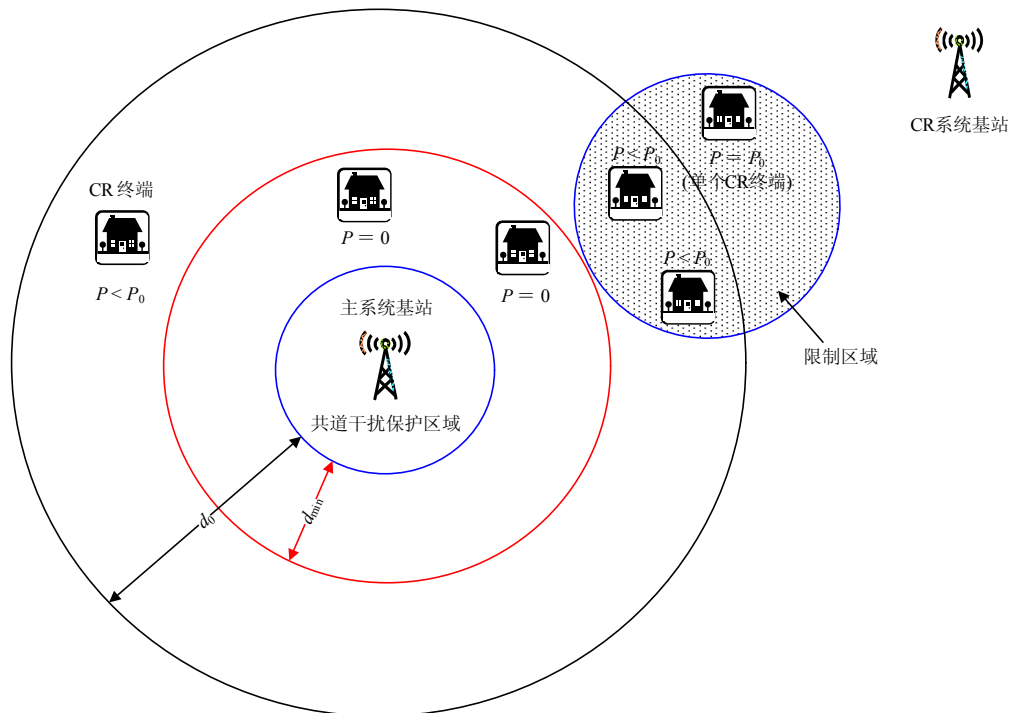 CR系统基站
P < P₀
P = P₀
(单个CR终端)
CR 终端
P = 0
P < P₀
P = 0
P < P₀
主系统基站
限制区域
共道干扰保护区域
d₀
dmin